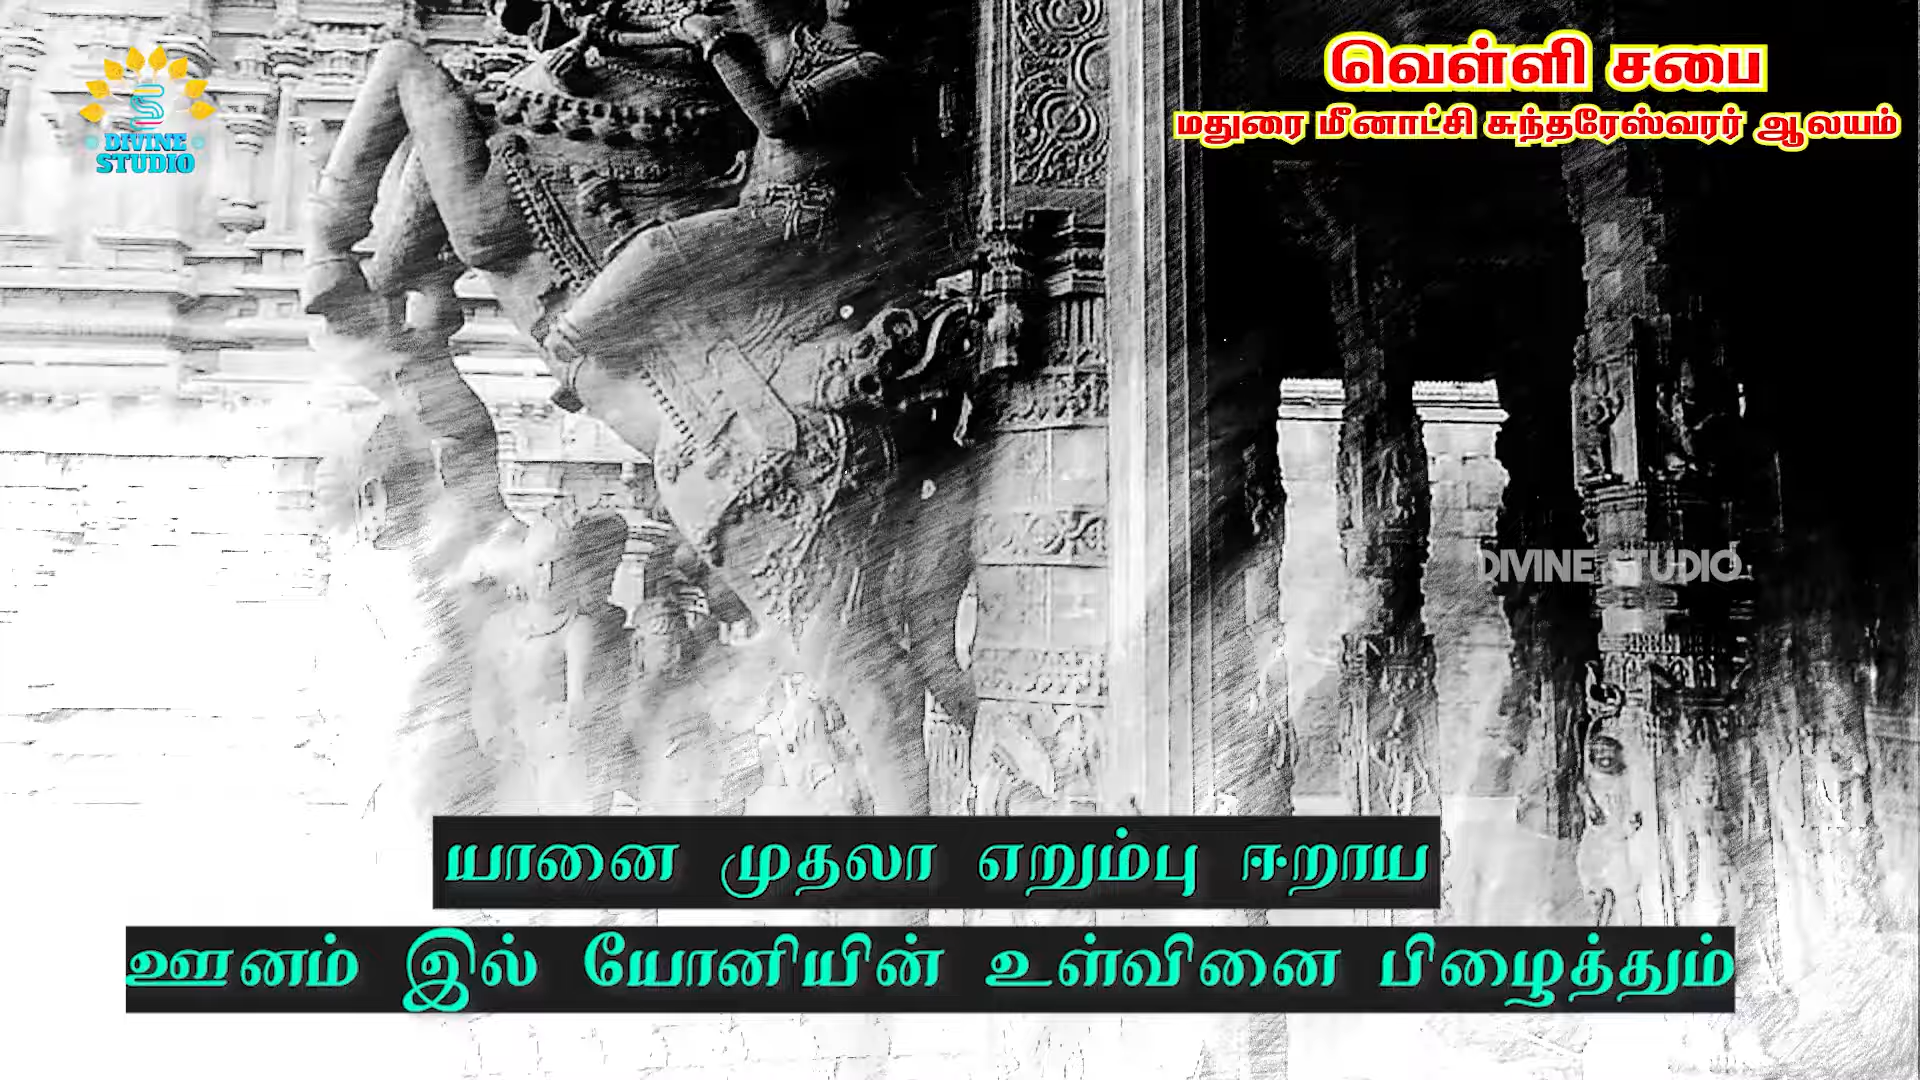 DIVINE
STUDIO
வெள்ளி சபை
மதுரை மீனாட்சி சுந்தரேஸ்வரர் ஆலயம்
DIVINE STUDIO
யானை முதலா எறும்பு ஈறாய
ஊனம் இல் யோனியின் உள்வினை பிழைத்தும்